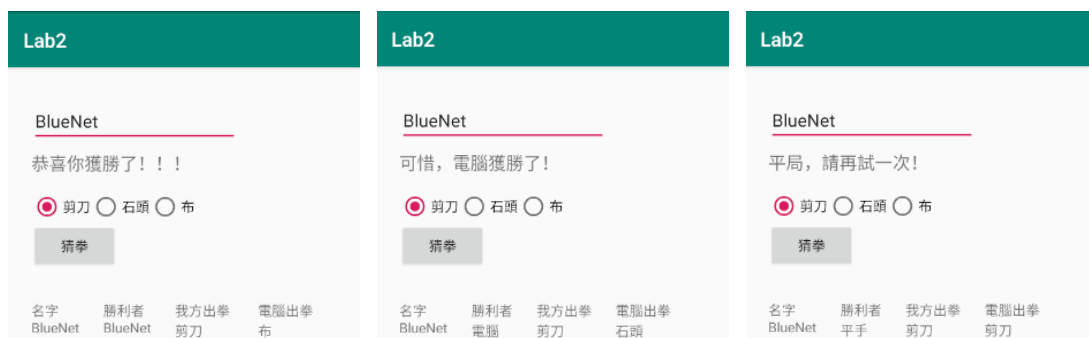 Lab2
BlueNet
恭喜你獲勝了！！！
剪刀 石頭 布
猜拳
名字 勝利者 我方出拳 電腦出拳
BlueNet BlueNet 剪刀 布
Lab2
BlueNet
可惜，電腦獲勝了！
剪刀 石頭 布
猜拳
名字 勝利者 我方出拳 電腦出拳
BlueNet 電腦 剪刀 石頭
Lab2
BlueNet
平局，請再試一次！
剪刀 石頭 布
猜拳
名字 勝利者 我方出拳 電腦出拳
BlueNet 平手 剪刀 剪刀